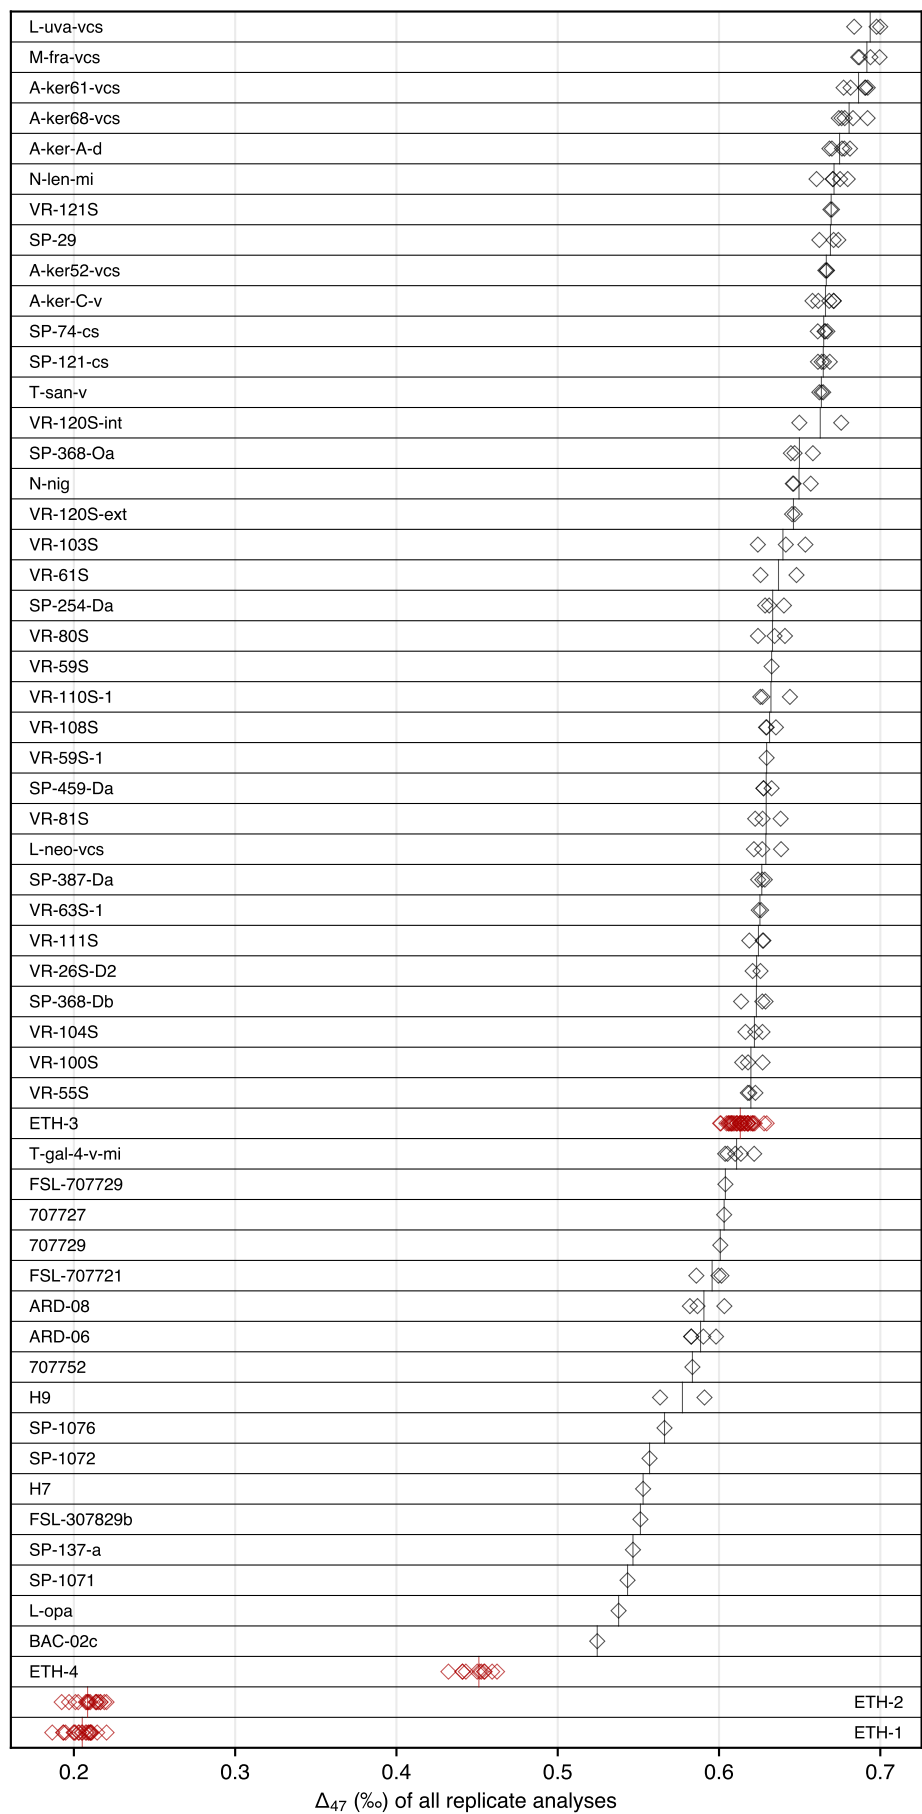 L-uva-vcs
M-fra-vcs
A-ker61-vcs
A-ker68-vcs
A-ker-A-d
N-len-mi
VR-121S
SP-29
A-ker52-vcs
A-ker-C-v
SP-74-cs
SP-121-cs
T-san-v
VR-120S-int
SP-368-Oa
N-nig
VR-120S-ext
VR-103S
VR-61S
SP-254-Da
VR-80S
VR-59S
VR-110S-1
VR-108S
VR-59S-1
SP-459-Da
VR-81S
L-neo-vcs
SP-387-Da
VR-63S-1
VR-111S
VR-26S-D2
SP-368-Db
VR-104S
VR-100S
VR-55S
ETH-3
T-gal-4-v-mi
FSL-707729
707727
707729
FSL-707721
ARD-08
ARD-06
707752
H9
SP-1076
SP-1072
H7
FSL-307829b
SP-137-a
SP-1071
L-opa
BAC-02c
ETH-4
ETH-2
ETH-1
0.2 0.3 0.4 0.5 0.6 0.7
Δ₄₇ (‰) of all replicate analyses